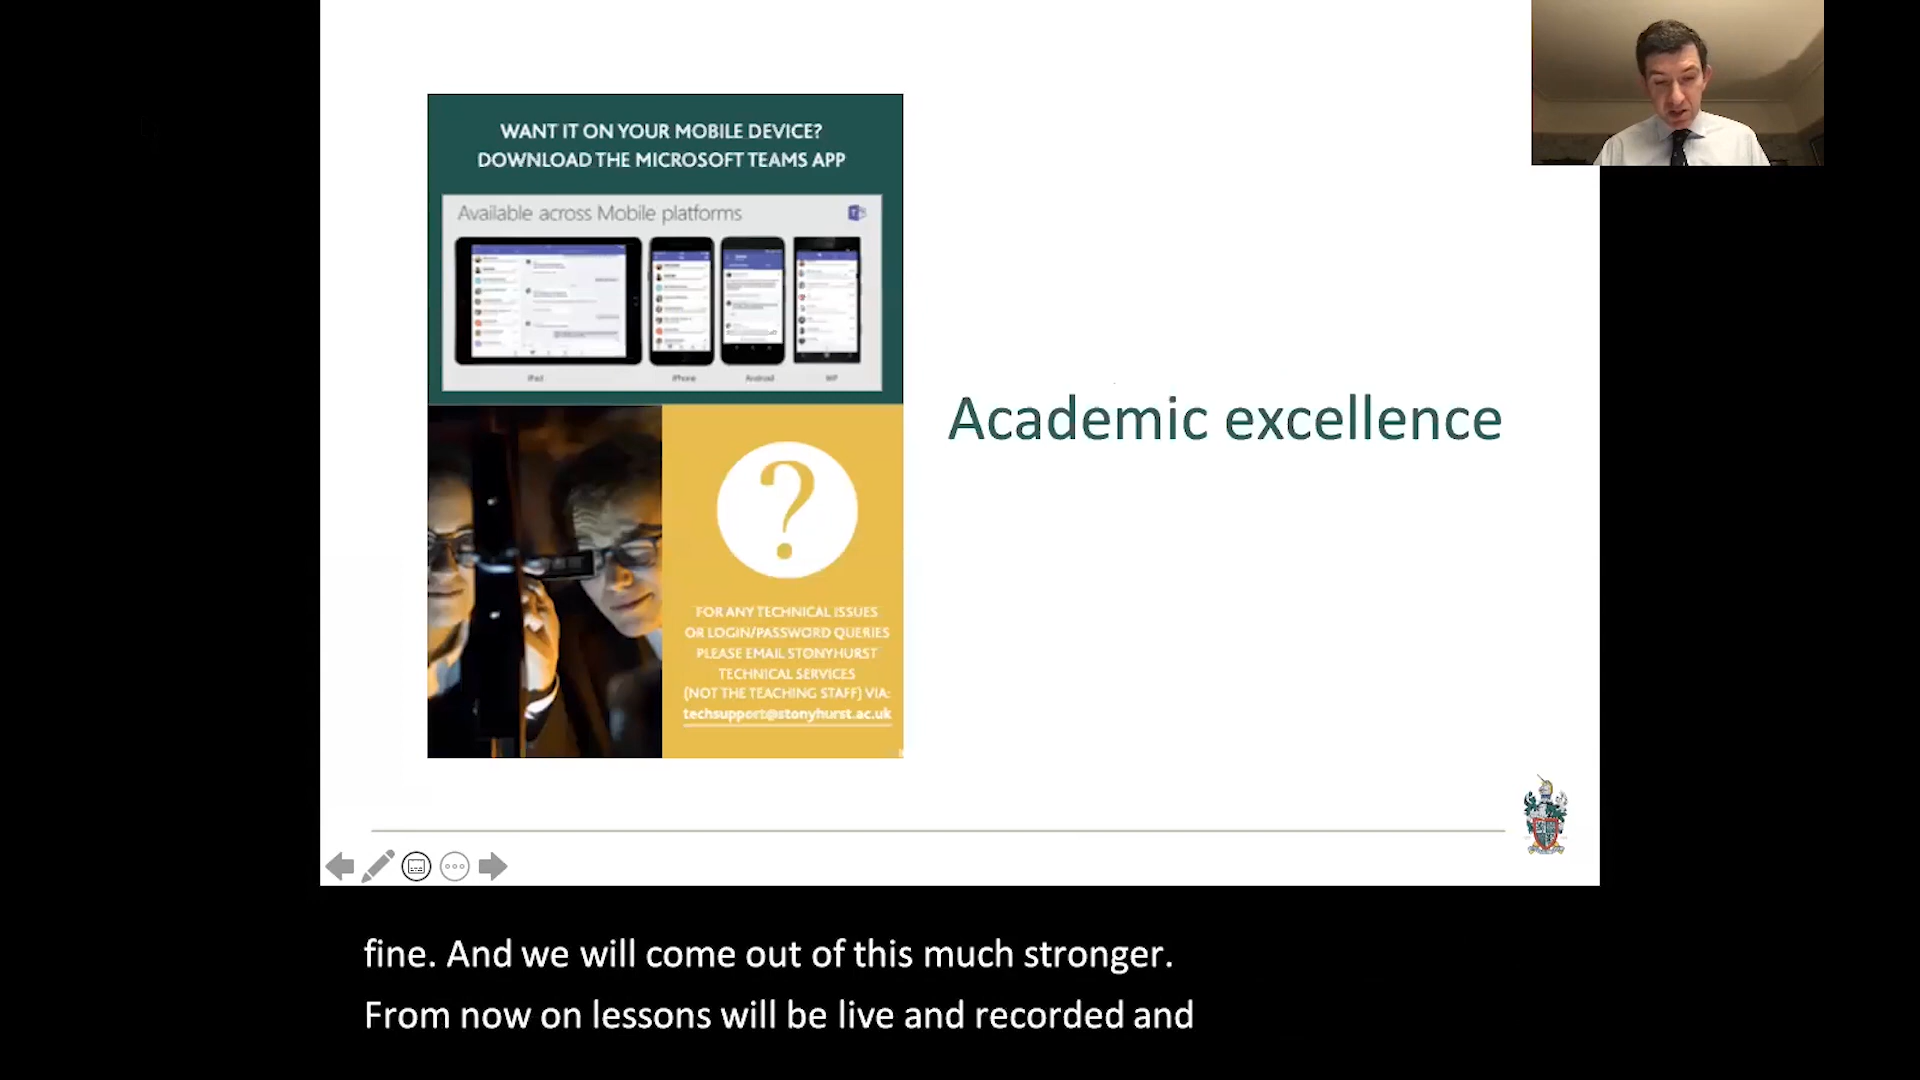 WANT IT ON YOUR MOBILE DEVICE?
DOWNLOAD THE MICROSOFT TEAMS APP
Available across Mobile platforms
iPad
iPhone
Android
WP
Academic excellence
?
FOR ANY TECHNICAL ISSUES
OR LOGIN/PASSWORD QUERIES
PLEASE EMAIL STONYHURST
TECHNICAL SERVICES
(NOT THE TEACHING STAFF) VIA:
techsupport@stonyhurst.ac.uk
fine. And we will come out of this much stronger.
From now on lessons will be live and recorded and